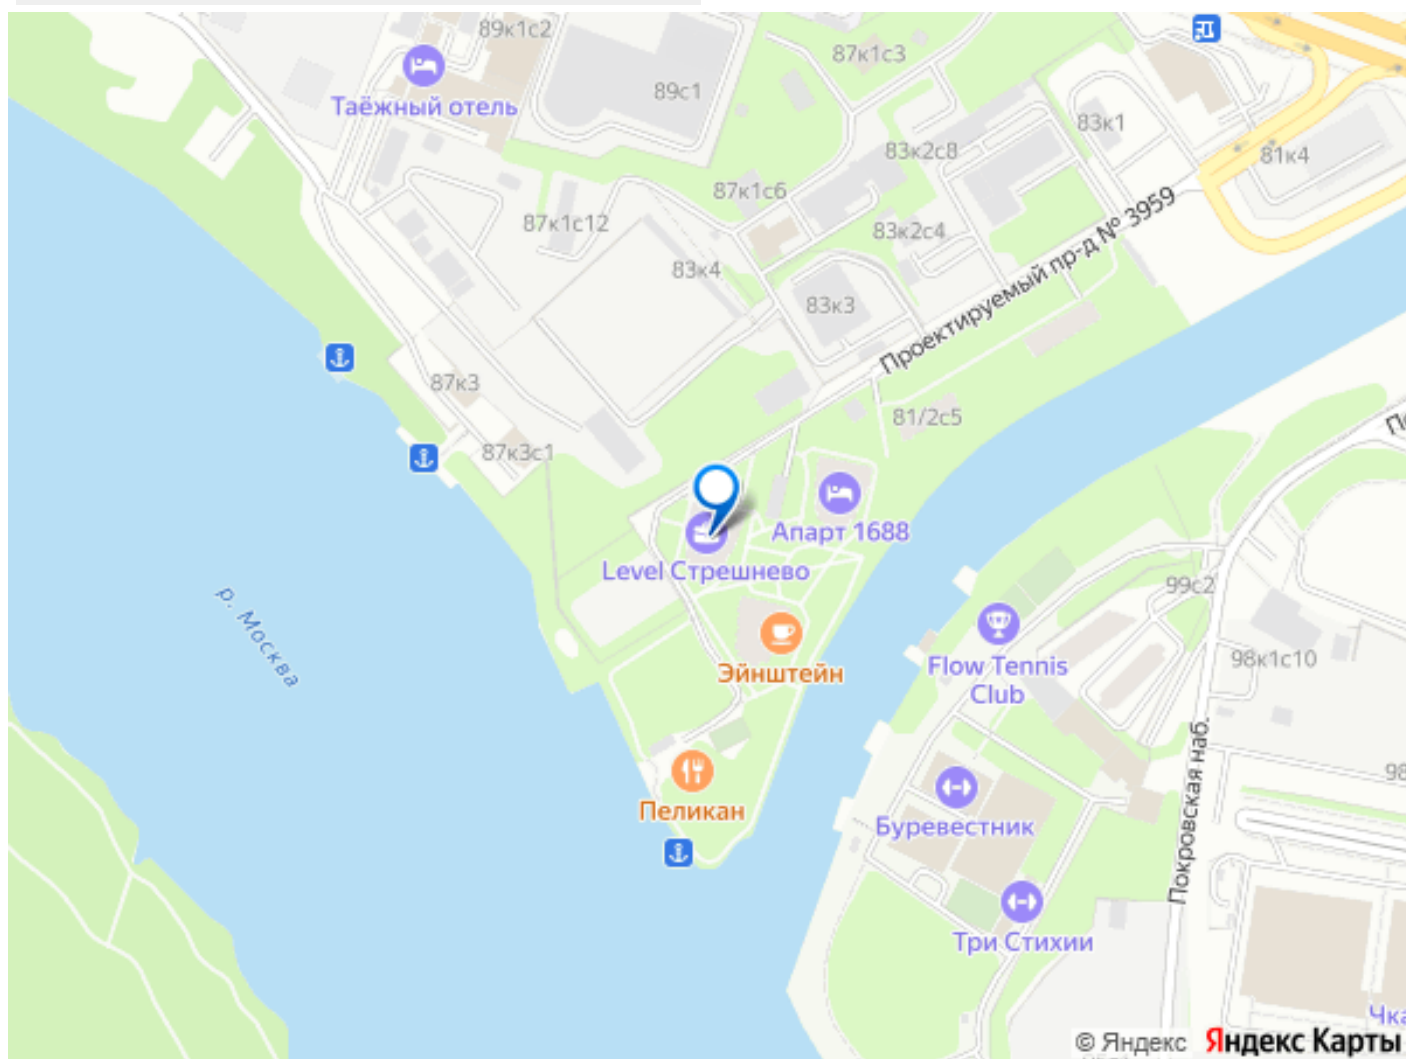 89к1с2
87к1с3
Таёжный отель
89с1
83к1
83к2с8
81к4
87к1с6
87к1с12
83к2с4
Проектируемый пр-д № 3959
83к4
83к3
87к3
81/2с5
87к3с1
Апарт 1688
Level Стрешнево
99с2
р. Москва
Flow Tennis
Club
98к1с10
Эйнштейн
Покровская наб.
98
Пеликан
Буревестник
Три Стихии
Чка
© Яндекс Яндекс Карты